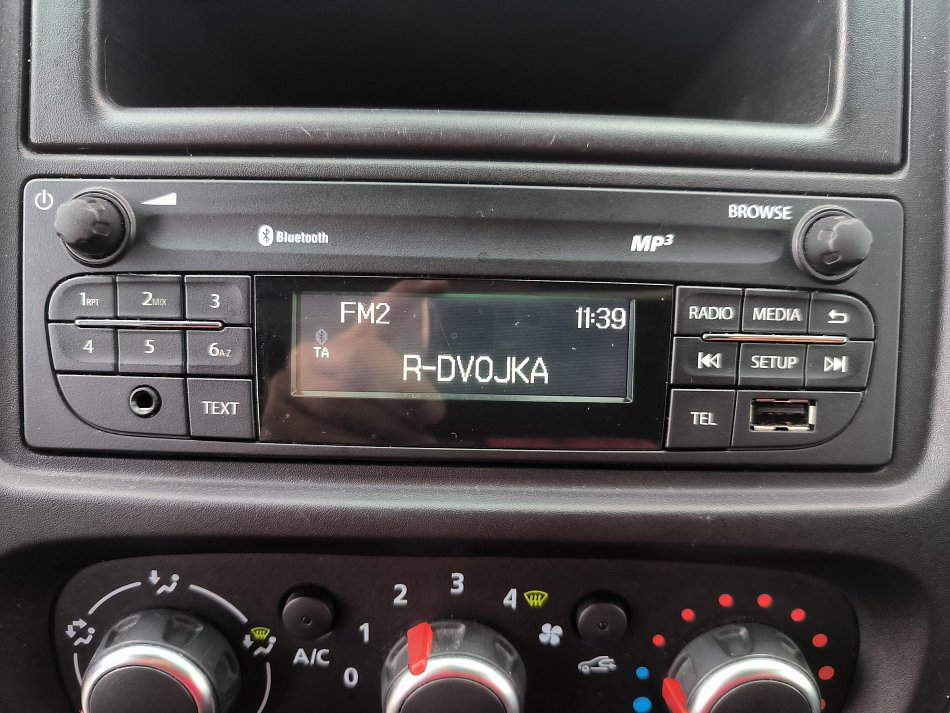 BROWSE
Bluetooth
MP3
1RPT 2MIX 3
RADIO MEDIA
FM2 11:39
4 5 6A-Z
TA
SETUP
R-DVOJKA
TEXT
TEL
2 3 4
1
A/C
0